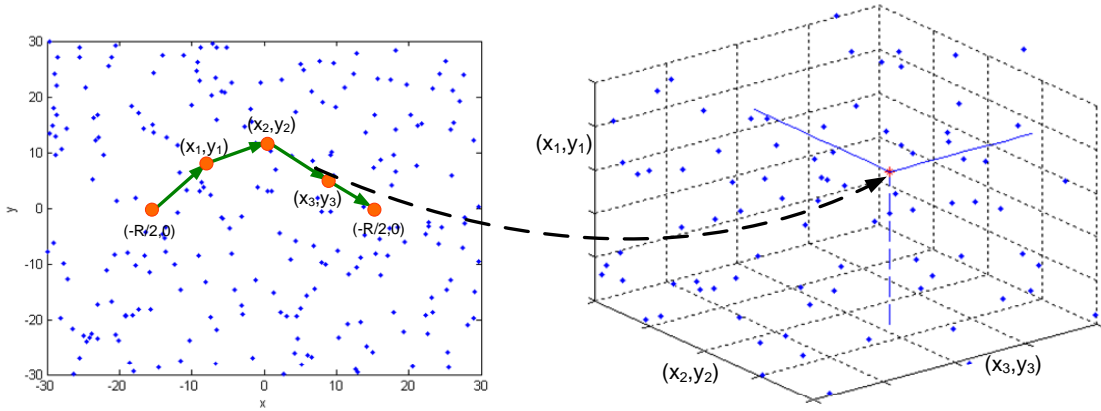 30
20
10
0
-10
-20
-30
y
-30
-20
-10
0
10
20
30
x
(x2,y2)
(x1,y1)
(x3,y3)
(-R/2,0)
(-R/2,0)
(x1,y1)
(x2,y2)
(x3,y3)